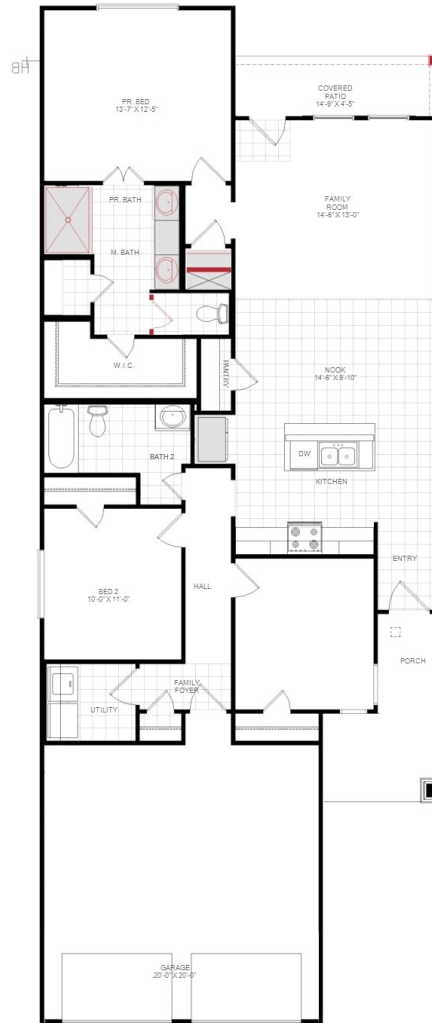 HB
COVERED
PATIO
14'-9" X 4'-5"
PR. BED
13'-7" X 12'-5"
FAMILY
ROOM
14'-6" X 13'-0"
PR. BATH
M. BATH
W.I.C.
PANTRY
NOOK
14'-6" X 9'-10"
BATH 2
DW
KITCHEN
ENTRY
HALL
BED 2
10'-0" X 11'-0"
PORCH
FAMILY
FOYER
UTILITY
GARAGE
20'-0" X 20'-0"